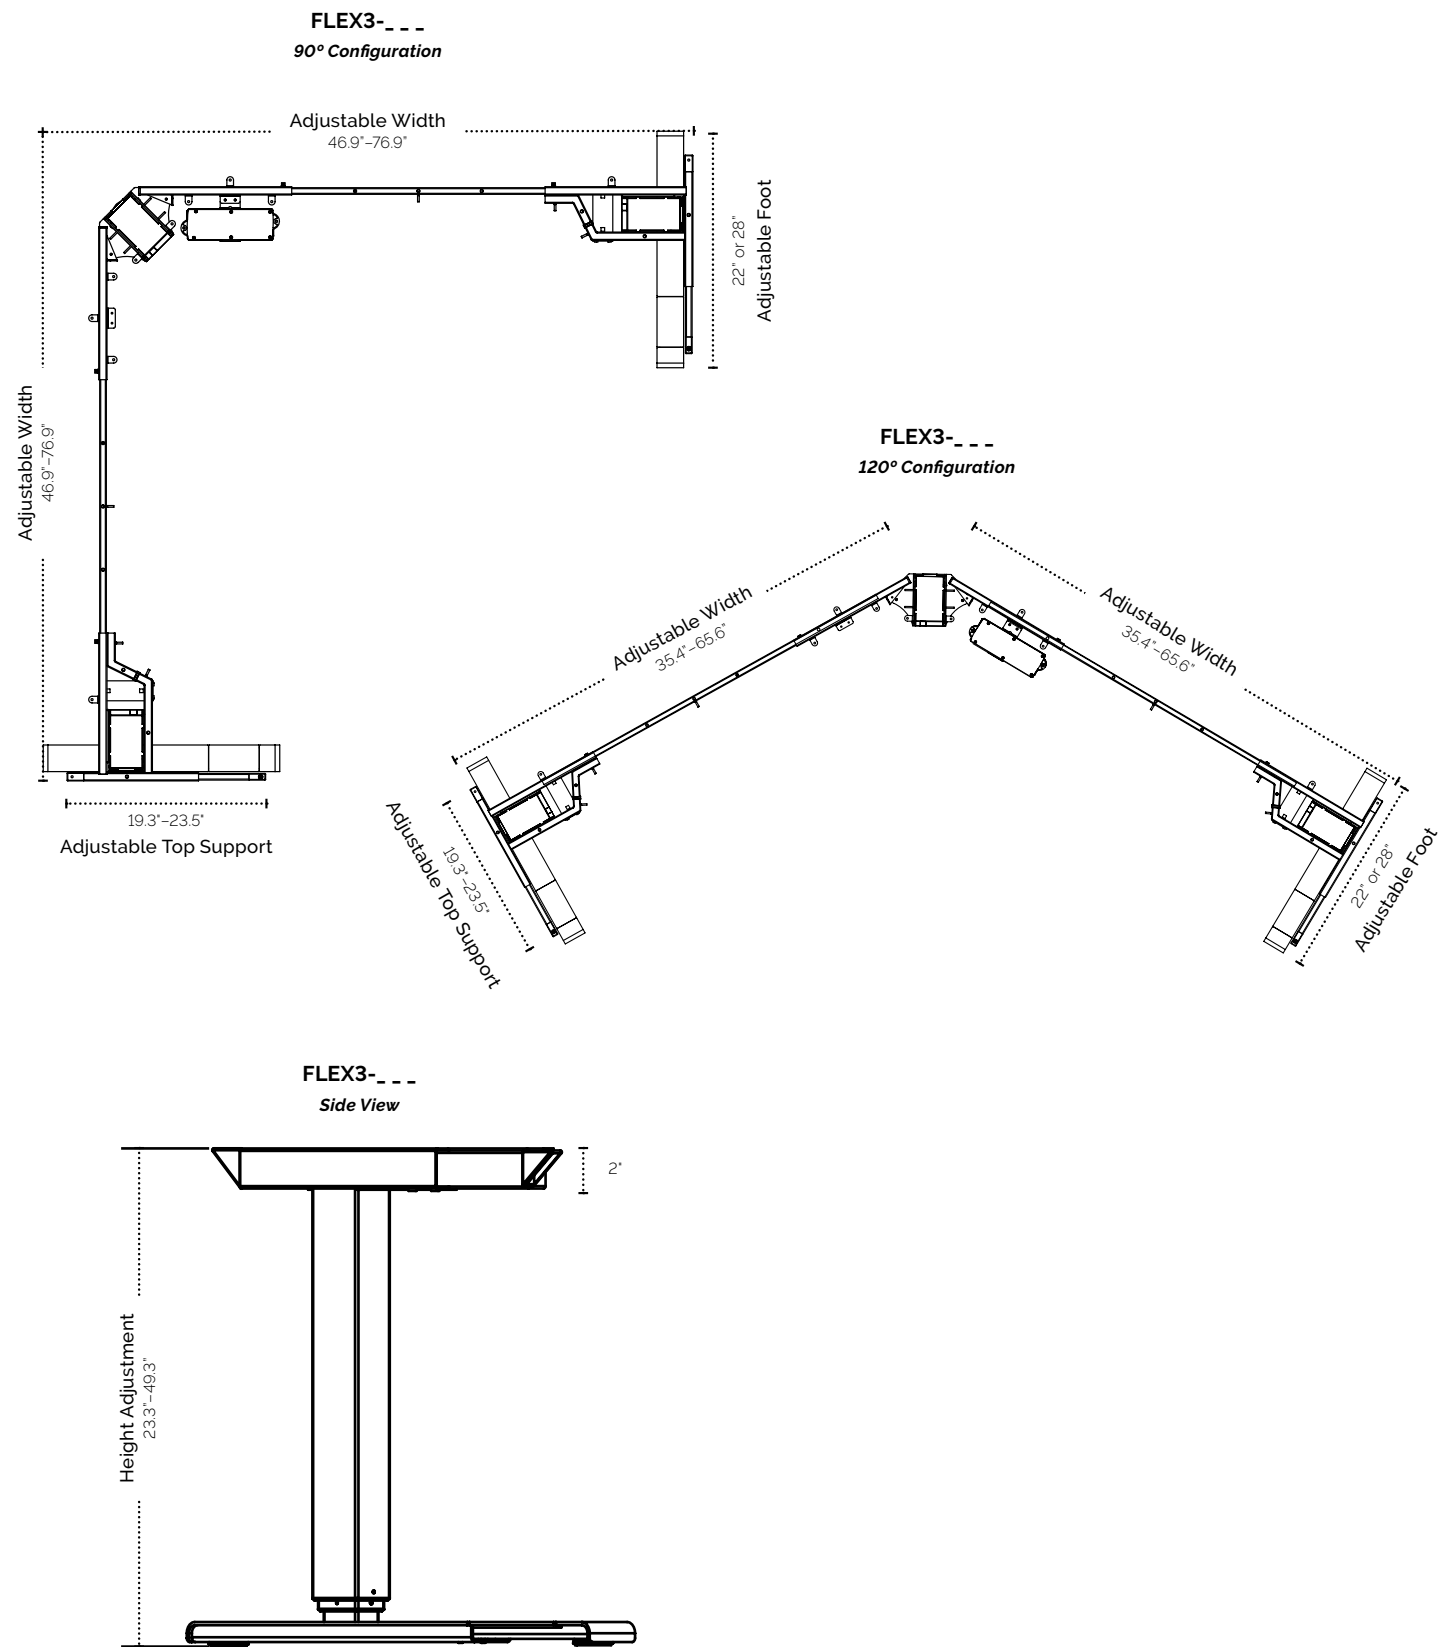 FLEX3-_ _ _
90º Configuration
Adjustable Width
46.9"–76.9"
22" or 28"
Adjustable Foot
Adjustable Width
46.9"–76.9"
19.3"–23.5"
Adjustable Top Support
FLEX3-_ _ _
120º Configuration
Adjustable Width
35.4"–65.6"
Adjustable Width
35.4"–65.6"
19.3"–23.5"
Adjustable Top Support
22" or 28"
Adjustable Foot
FLEX3-_ _ _
Side View
2"
Height Adjustment
23.3"–49.3"